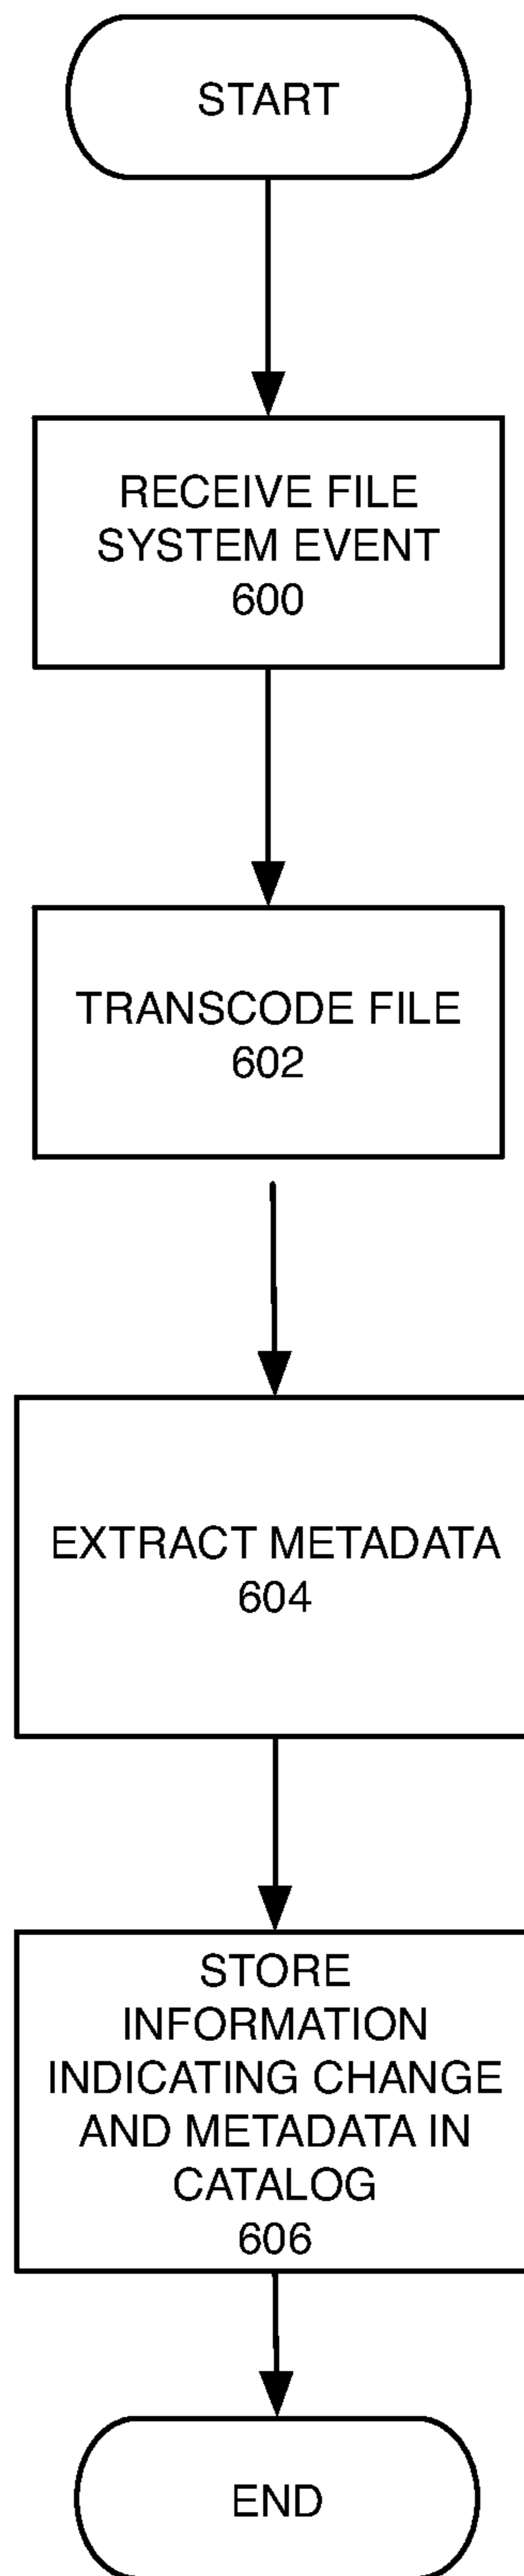 START
RECEIVE FILE
SYSTEM EVENT
600
TRANSCODE FILE
602
EXTRACT METADATA
604
STORE
INFORMATION
INDICATING CHANGE
AND METADATA IN
CATALOG
606
END